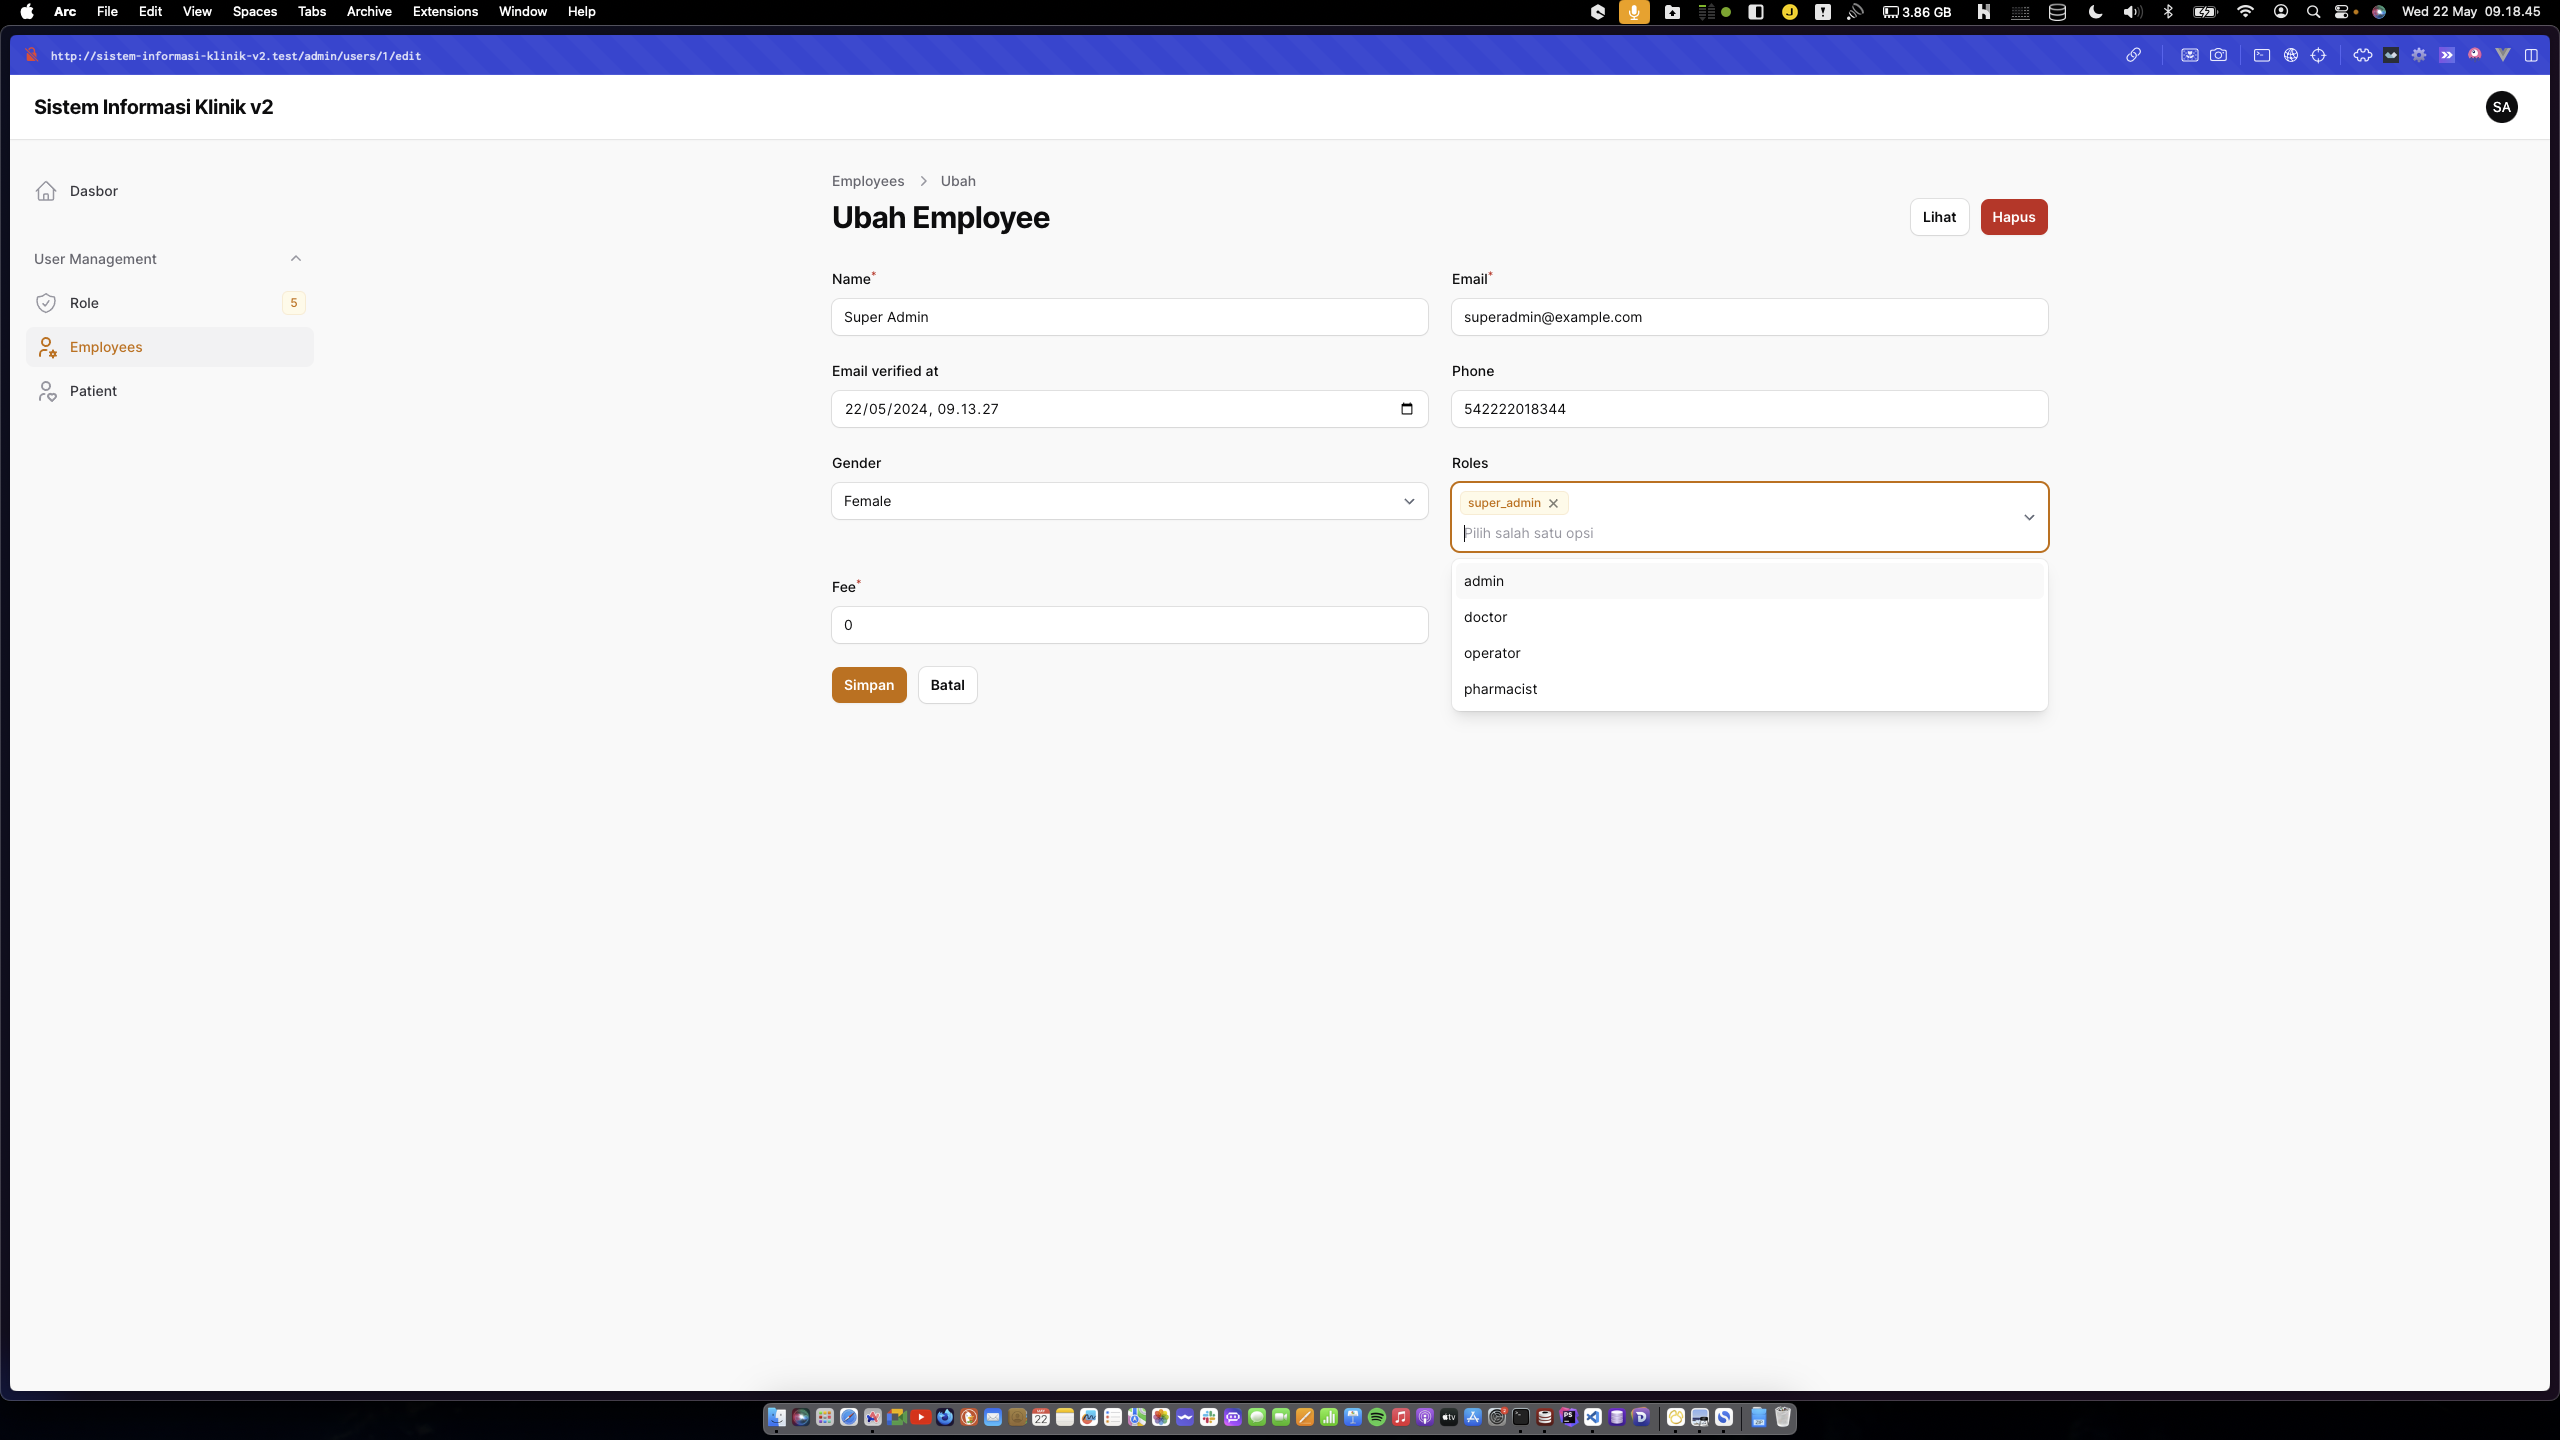 Arc File Edit View Spaces Tabs Archive Extensions Window Help 3.86 GB Wed 22 May 09.18.45
http://sistem-informasi-klinik-v2.test/admin/users/1/edit
Sistem Informasi Klinik v2
SA
Dasbor
User Management
Role 5
Employees
Patient
Employees > Ubah
Ubah Employee
Lihat Hapus
Name* Email*
Super Admin superadmin@example.com
Email verified at Phone
22/05/2024, 09.13.27 542222018344
Gender Roles
Female super_admin
Pilih salah satu opsi
admin
Fee*
doctor
0
operator
Simpan Batal
pharmacist
22